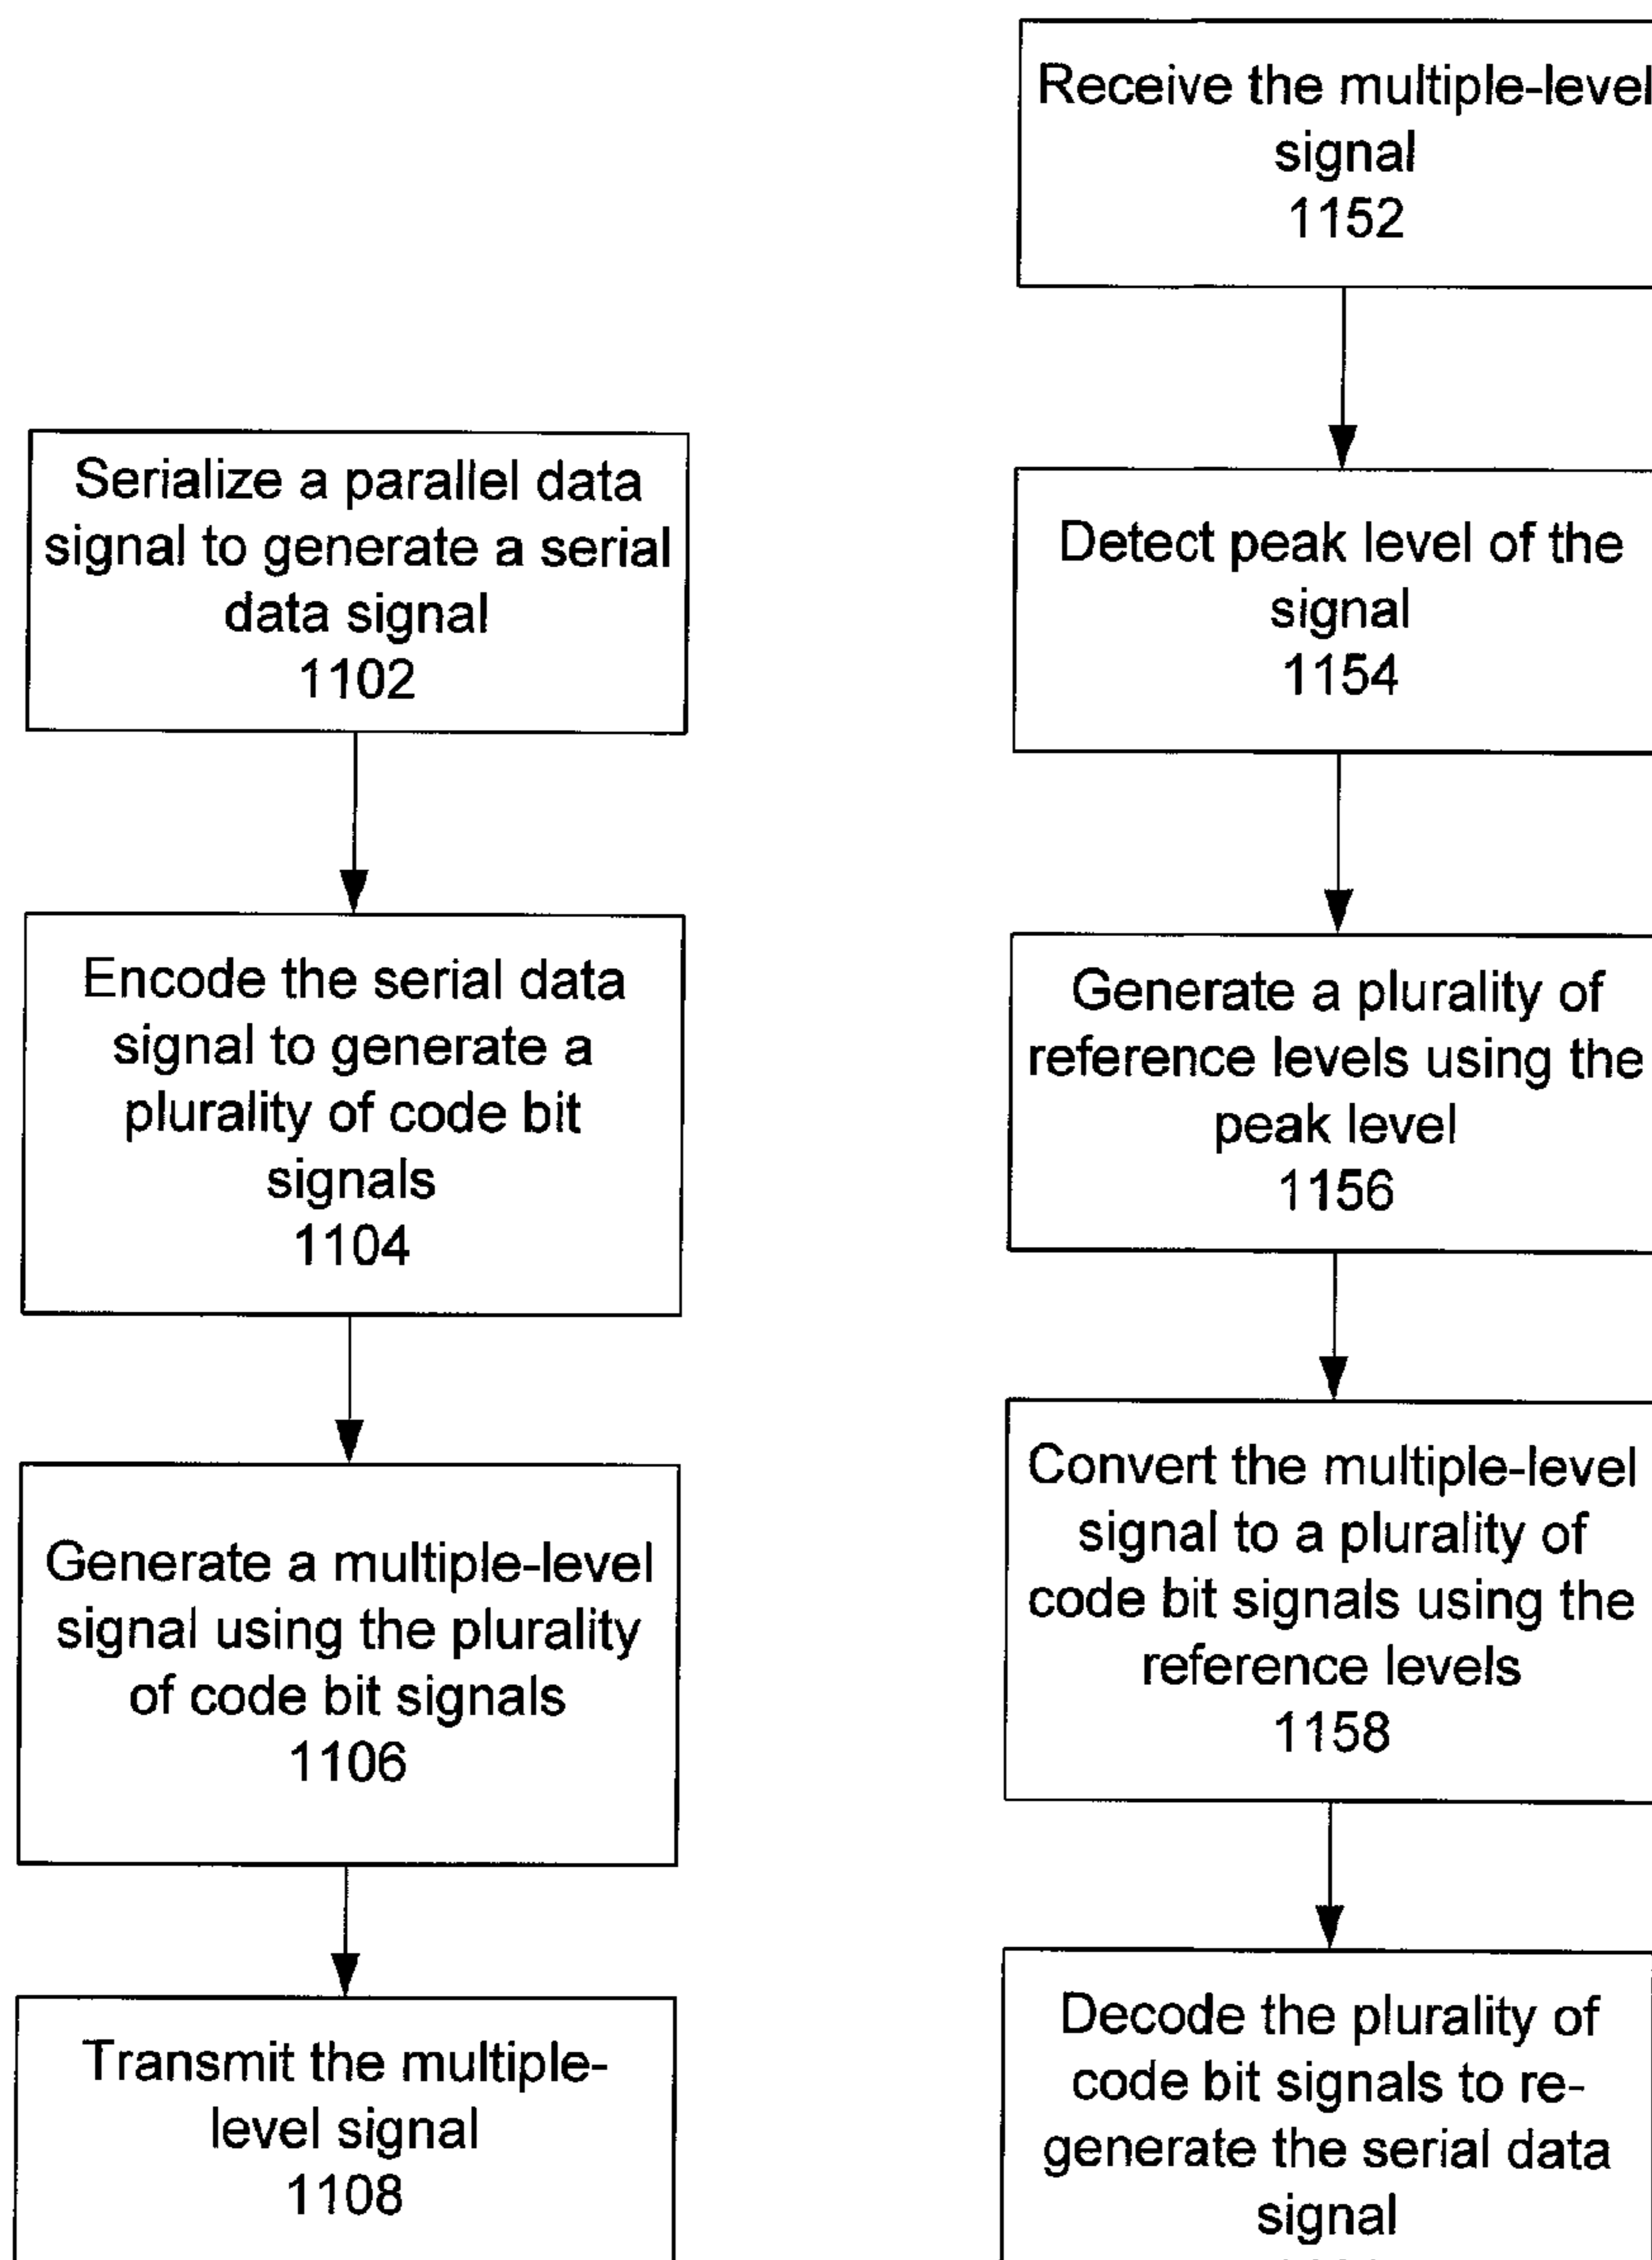 Serialize a parallel data
signal to generate a serial
data signal
1102
Encode the serial data
signal to generate a
plurality of code bit
signals
1104
Generate a multiple-level
signal using the plurality
of code bit signals
1106
Transmit the multiple-
level signal
1108
Receive the multiple-level
signal
1152
Detect peak level of the
signal
1154
Generate a plurality of
reference levels using the
peak level
1156
Convert the multiple-level
signal to a plurality of
code bit signals using the
reference levels
1158
Decode the plurality of
code bit signals to re-
generate the serial data
signal